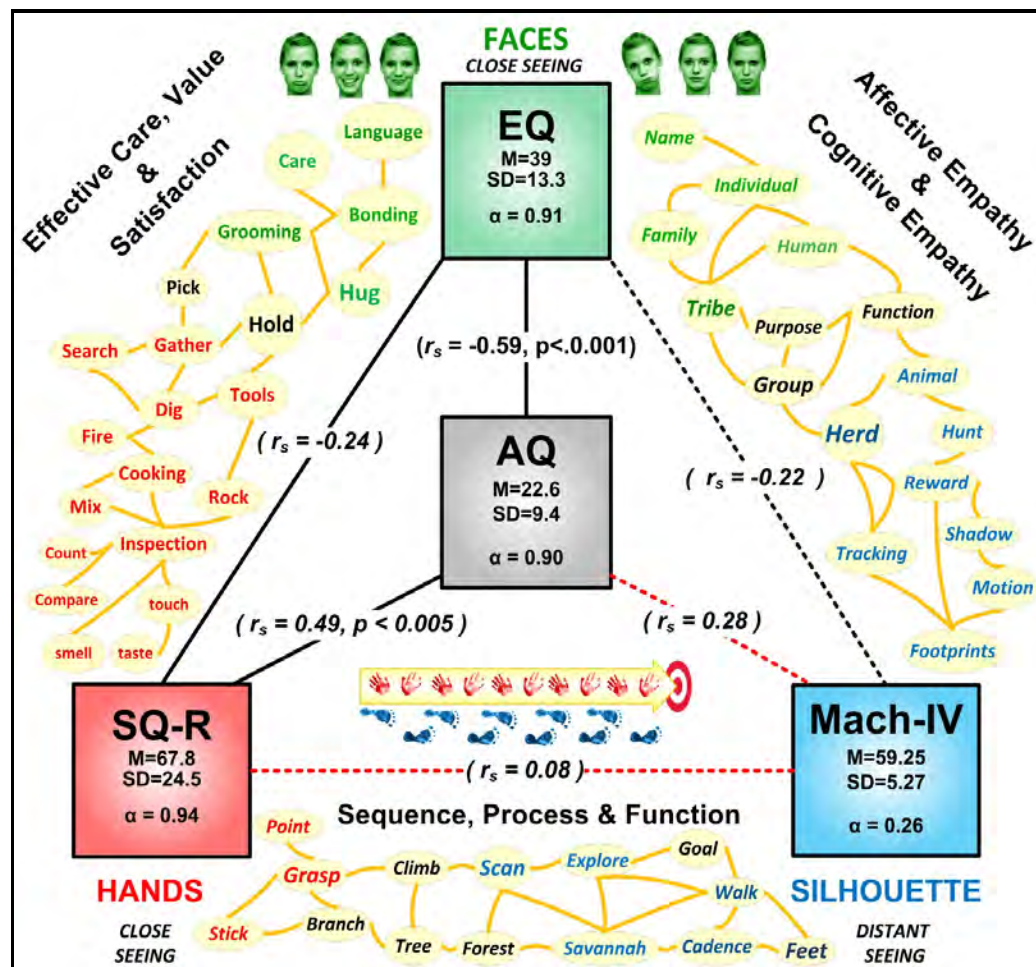 FACES
CLOSE SEEING
EQ
M=39
SD=13.3
α = 0.91
Effective Care, Value
&
Satisfaction
Affective Empathy
&
Cognitive Empathy
Language
Care
Bonding
Grooming
Hug
Pick
Hold
Search
Gather
Tools
Dig
Fire
Cooking
Rock
Mix
Inspection
Count
Compare
touch
smell
taste
Name
Individual
Family
Human
Tribe
Purpose
Function
Group
Animal
Herd
Hunt
Reward
Shadow
Tracking
Motion
Footprints
(rs = -0.59, p<.0.001)
( rs = -0.24 )
( rs = -0.22 )
AQ
M=22.6
SD=9.4
α = 0.90
( rs = 0.49, p < 0.005 )
( rs = 0.28 )
SQ-R
M=67.8
SD=24.5
α = 0.94
Mach-IV
M=59.25
SD=5.27
α = 0.26
( rs = 0.08 )
Sequence, Process & Function
HANDS
CLOSE
SEEING
SILHOUETTE
DISTANT
SEEING
Point
Grasp
Climb
Scan
Explore
Goal
Walk
Stick
Branch
Tree
Forest
Savannah
Cadence
Feet